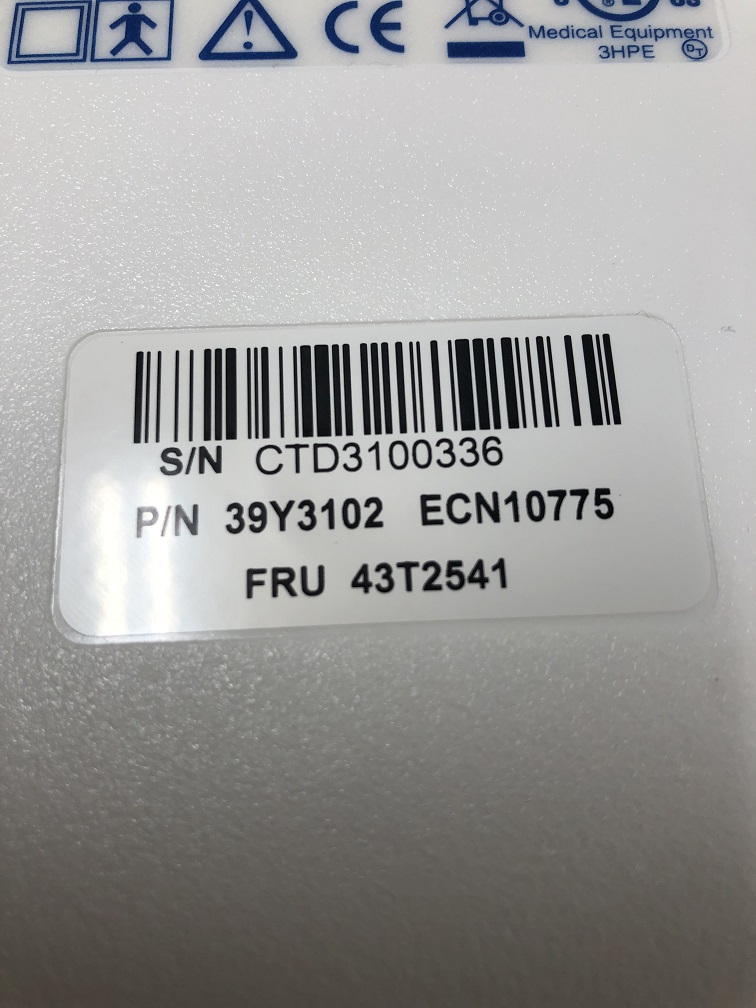 Medical Equipment
3HPE
S/N CTD3100336
P/N 39Y3102 ECN10775
FRU 43T2541